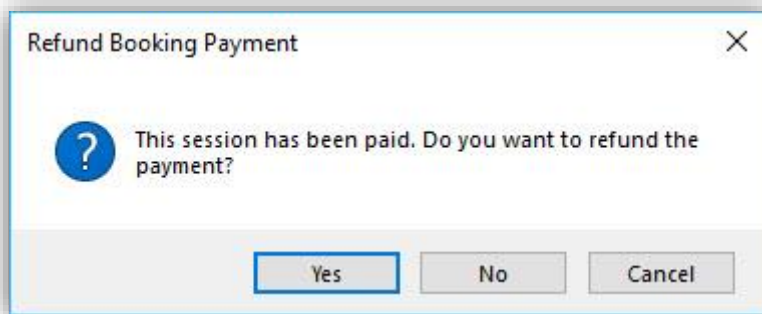 Refund Booking Payment
This session has been paid. Do you want to refund the
payment?
Yes
No
Cancel